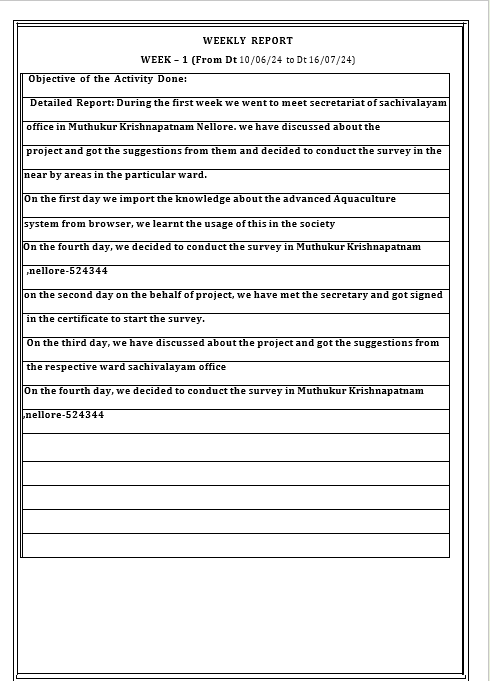 WEEKLY REPORT
WEEK – 1 (From Dt 10/06/24 to Dt 16/07/24)
Objective of the Activity Done:
Detailed Report: During the first week we went to meet secretariat of sachivalayam
office in Muthukur Krishnapatnam Nellore. we have discussed about the
project and got the suggestions from them and decided to conduct the survey in the
near by areas in the particular ward.
On the first day we import the knowledge about the advanced Aquaculture
system from browser, we learnt the usage of this in the society
On the fourth day, we decided to conduct the survey in Muthukur Krishnapatnam
,nellore-524344
on the second day on the behalf of project, we have met the secretary and got signed
in the certificate to start the survey.
On the third day, we have discussed about the project and got the suggestions from
the respective ward sachivalayam office
On the fourth day, we decided to conduct the survey in Muthukur Krishnapatnam
,nellore-524344